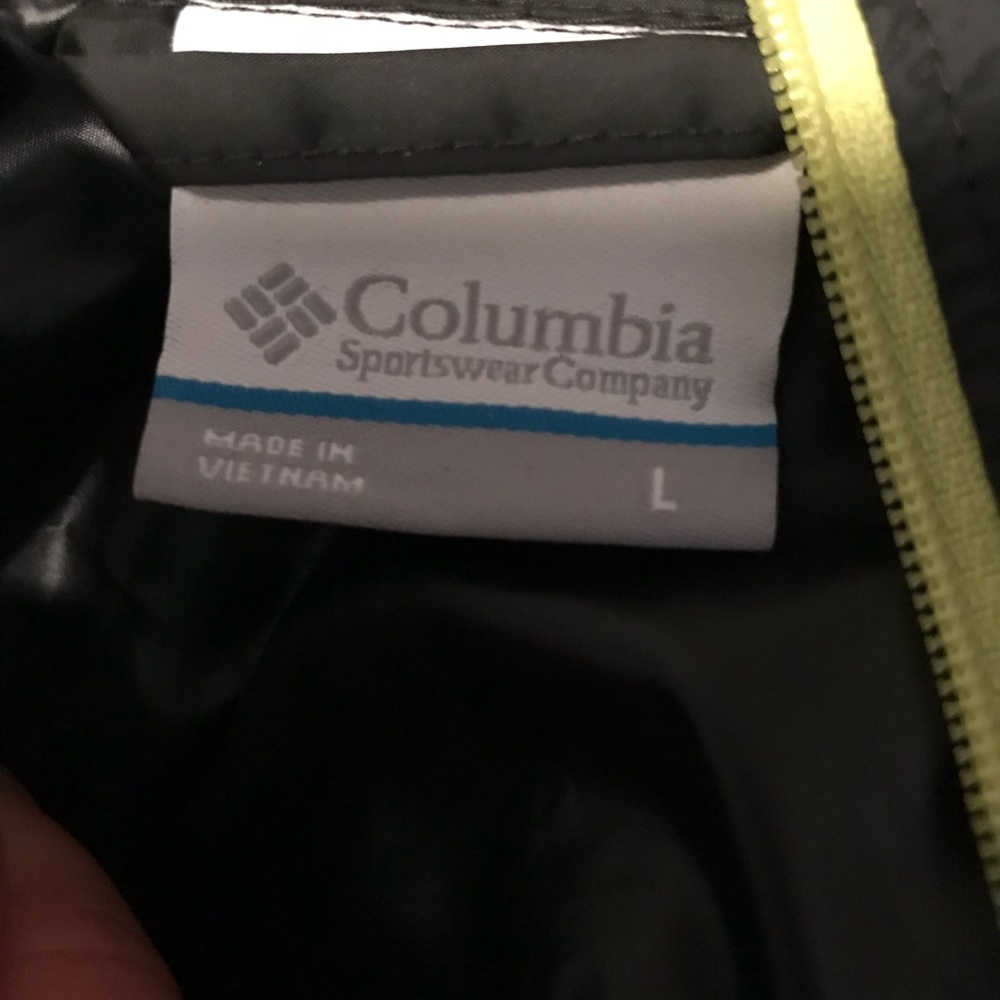 Columbia
Sportswear Company
MADE IN
VIETNAM
L